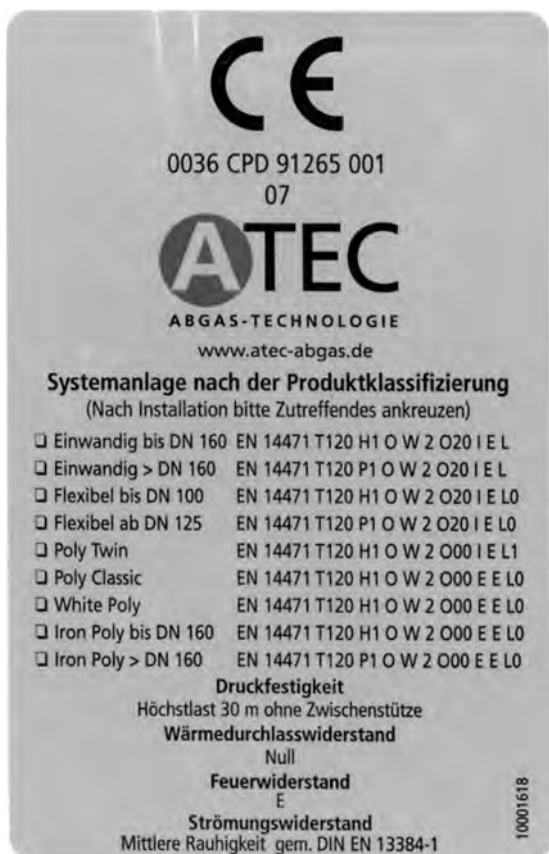 CE
0036 CPD 91265 001
07
ATEC
ABGAS-TECHNOLOGIE
www.atec-abgas.de
Systemanlage nach der Produktklassifizierung
(Nach Installation bitte Zutreffendes ankreuzen)
❑ Einwandig bis DN 160 EN 14471 T120 H1 O W 2 O20 I E L
❑ Einwandig > DN 160 EN 14471 T120 P1 O W 2 O20 I E L
❑ Flexibel bis DN 100 EN 14471 T120 H1 O W 2 O20 I E L0
❑ Flexibel ab DN 125 EN 14471 T120 P1 O W 2 O20 I E L0
❑ Poly Twin EN 14471 T120 H1 O W 2 O00 I E L1
❑ Poly Classic EN 14471 T120 H1 O W 2 O00 E E L0
❑ White Poly EN 14471 T120 H1 O W 2 O00 E E L0
❑ Iron Poly bis DN 160 EN 14471 T120 H1 O W 2 O00 E E L0
❑ Iron Poly > DN 160 EN 14471 T120 P1 O W 2 O00 E E L0
Druckfestigkeit
Höchstlast 30 m ohne Zwischenstütze
Wärmedurchlasswiderstand
Null
Feuerwiderstand
E
Strömungswiderstand
Mittlere Rauhigkeit gem. DIN EN 13384-1
10001618